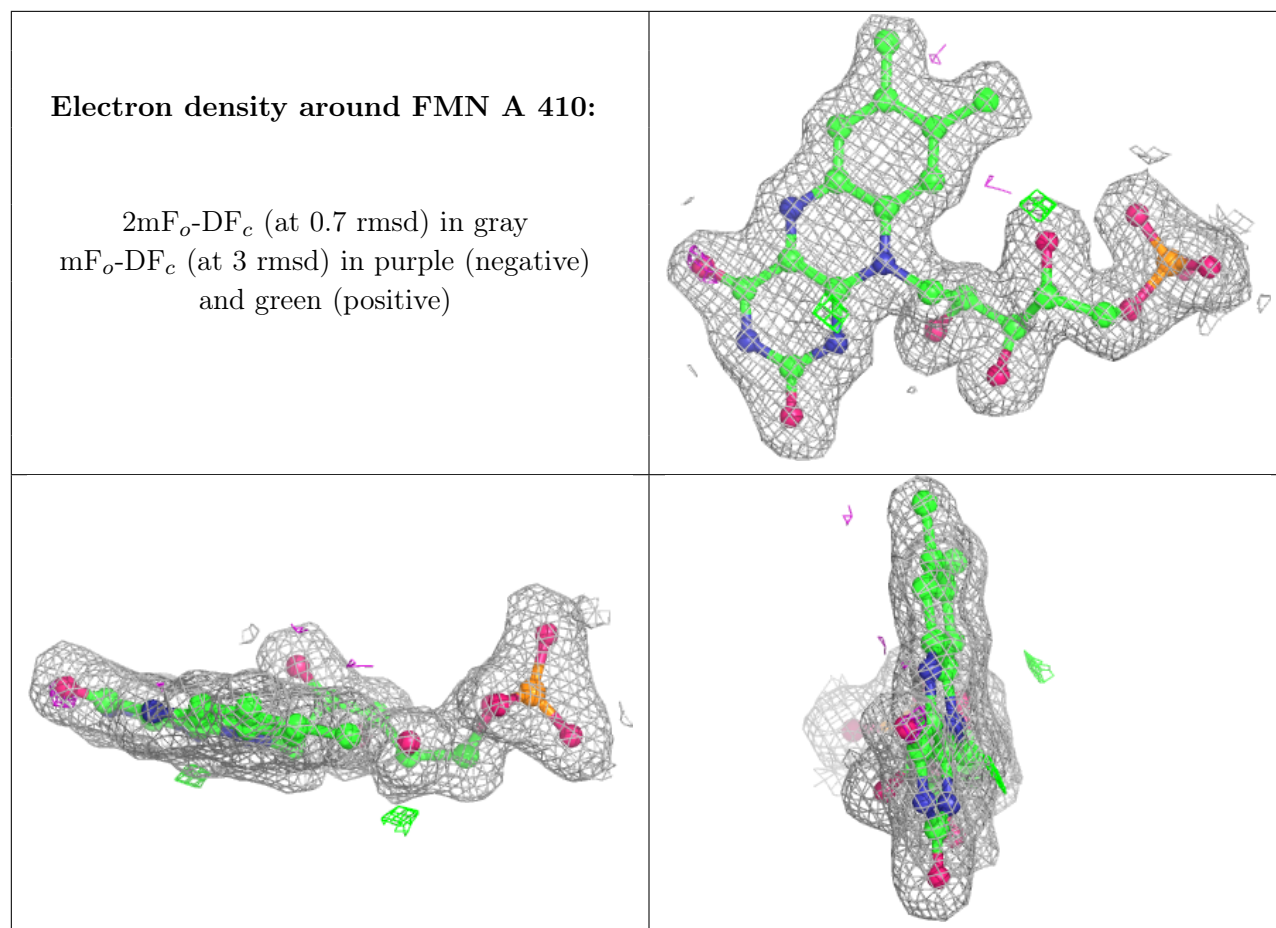 Electron density around FMN A 410:
2mFo-DFc (at 0.7 rmsd) in gray
mFo-DFc (at 3 rmsd) in purple (negative)
and green (positive)